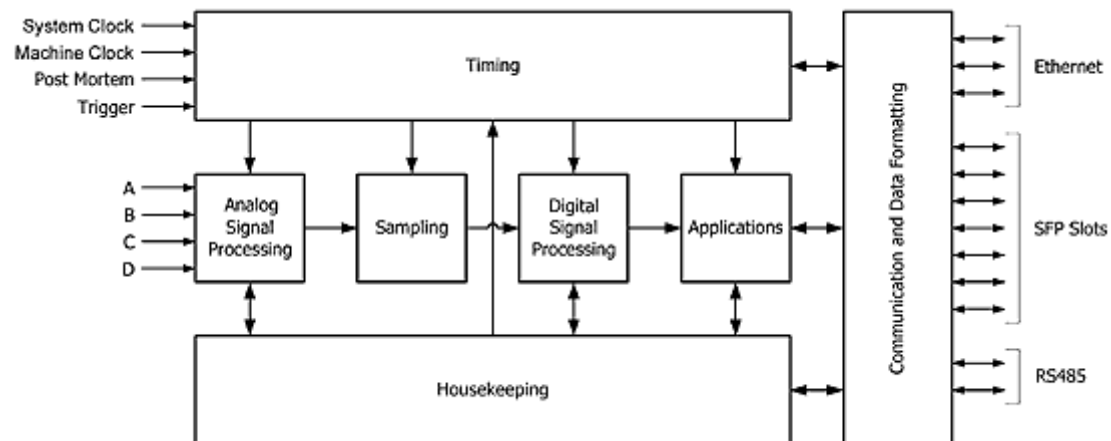 System Clock
Machine Clock
Post Mortem
Trigger
Timing
Ethernet
A
B
C
D
Analog
Signal
Processing
Sampling
Digital
Signal
Processing
Applications
Communication and Data Formatting
SFP Slots
Housekeeping
RS485